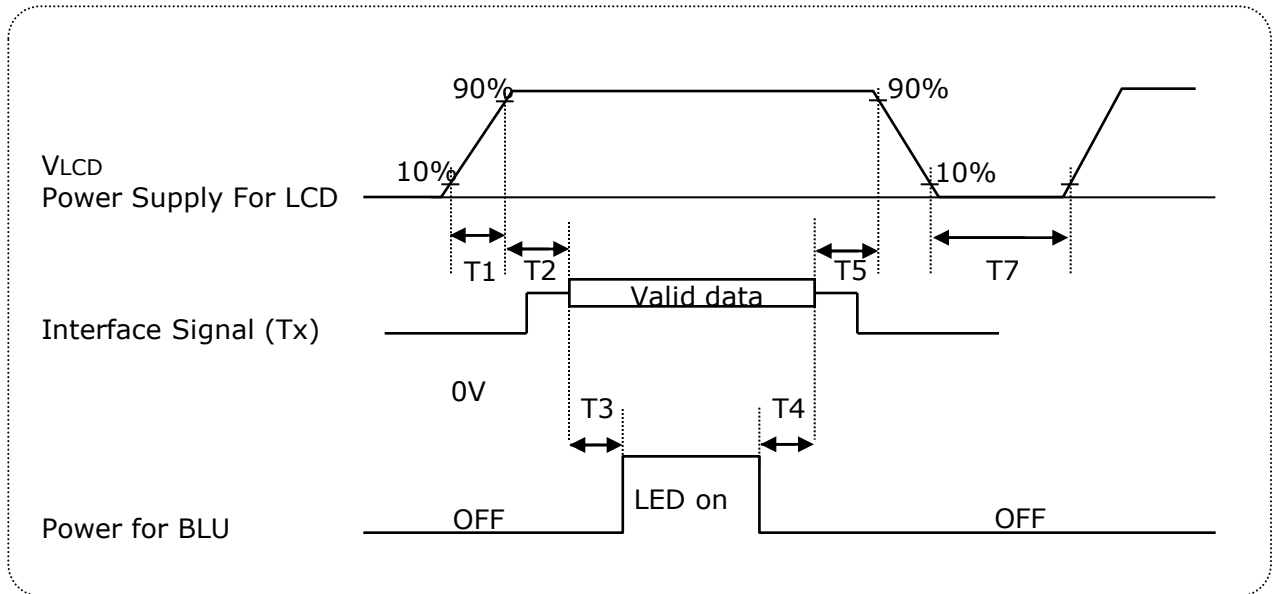 90%
90%
VLCD
10%
10%
Power Supply For LCD
T1
T2
T5
T7
Valid data
Interface Signal (Tx)
0V
T3
T4
LED on
Power for BLU
OFF
OFF